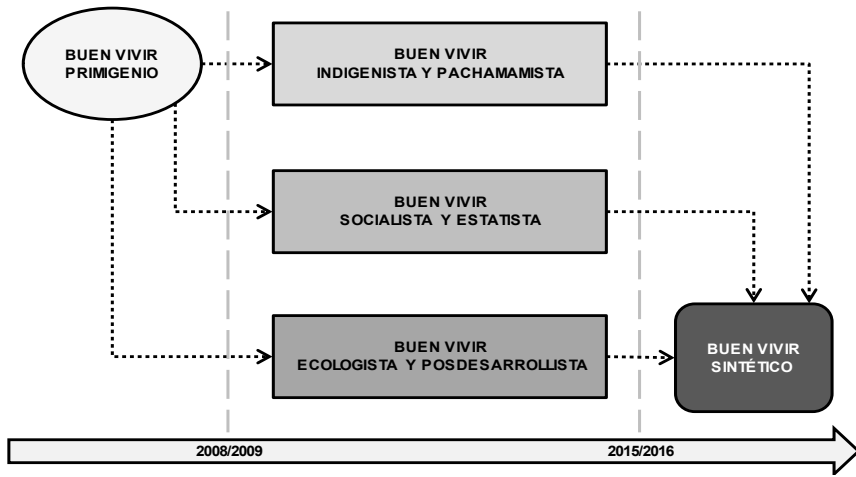 BUEN VIVIR
PRIMIGENIO
BUEN VIVIR
INDIGENISTA Y PACHAMAMISTA
BUEN VIVIR
SOCIALISTA Y ESTATISTA
BUEN VIVIR
ECOLOGISTA Y POSDESARROLLISTA
BUEN VIVIR
SINTÉTICO
2008/2009
2015/2016